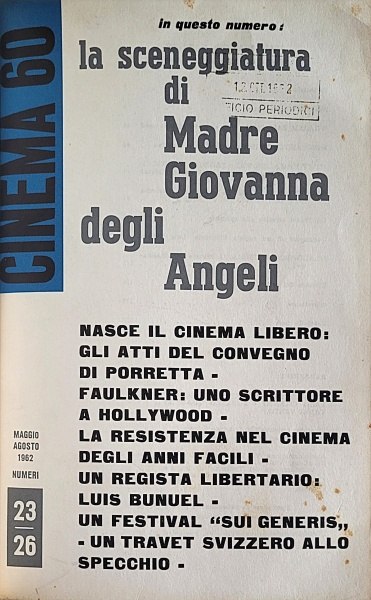 in questo numero:
CINEMA 60
la sceneggiatura
di
Madre
Giovanna
degli
Angeli
UFFICIO PERIODICI
NASCE IL CINEMA LIBERO:
GLI ATTI DEL CONVEGNO
DI PORRETTA -
FAULKNER: UNO SCRITTORE
A HOLLYWOOD -
LA RESISTENZA NEL CINEMA
DEGLI ANNI FACILI -
UN REGISTA LIBERTARIO:
LUIS BUNUEL -
UN FESTIVAL “SUI GENERIS„
- UN TRAVET SVIZZERO ALLO
SPECCHIO -
MAGGIO
AGOSTO
1962
NUMERI
23
26